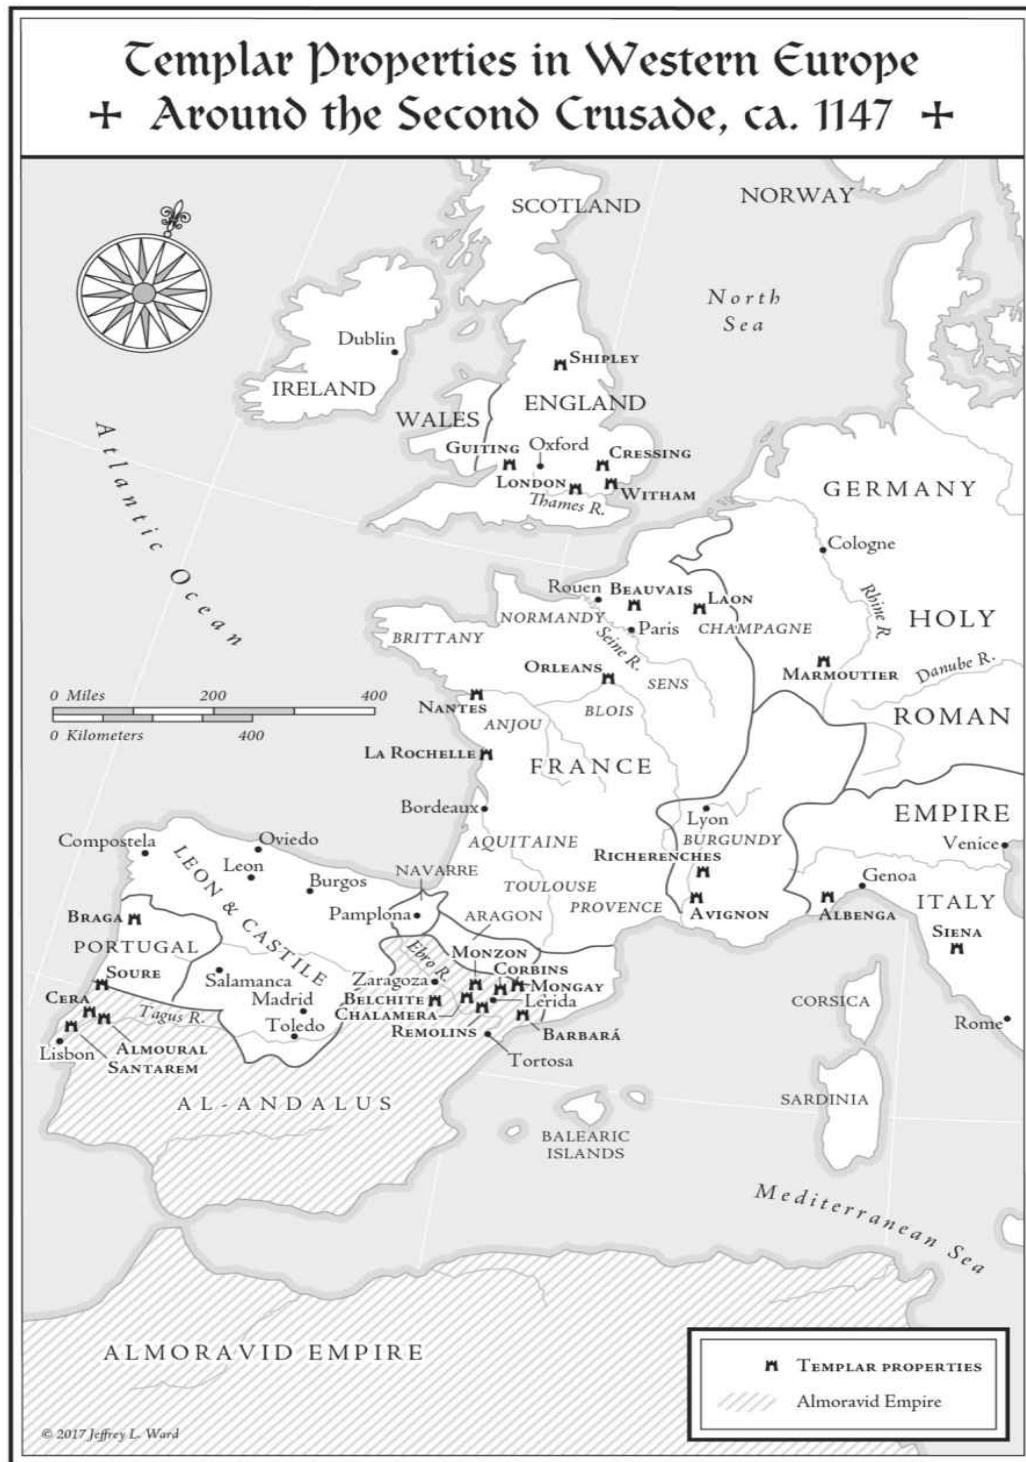 Templar Properties in Western Europe
Around the Second Crusade, ca. 1147
NORWAY
SCOTLAND
North
Sea
Dublin
IRELAND
SHIPLEY
ENGLAND
WALES
GUITING
Oxford
CRESSING
LONDON
WITHAM
Thames R.
Atlantic Ocean
GERMANY
Cologne
Rhine R.
HOLY
Rouen
BEAUVAIS
LAON
NORMANDY
Seine R.
Paris
CHAMPAGNE
BRITTANY
ORLEANS
SENS
MARMOUTIER
Danube R.
0 Miles 200 400
0 Kilometers 400
NANTES
ANJOU
BLOIS
ROMAN
LA ROCHELLE
FRANCE
Bordeaux
Lyon
EMPIRE
AQUITAINE
BURGUNDY
Venice
Compostela
Oviedo
LEON & CASTILE
Leon
Burgos
NAVARRE
RICHERENCHES
TOULOUSE
PROVENCE
AVIGNON
Genoa
ALBENGA
ITALY
SIENA
BRAGA
Pamplona
ARAGON
PORTUGAL
Ebro R.
MONZON
SOURE
Salamanca
Zaragoza
CORBINS
MONGAY
CERA
Madrid
BELCHITE
Lérida
CORSICA
Tagus R.
Toledo
CHALAMERA
REMOLINS
BARBARÁ
Rome
Lisbon
ALMOURAL
SANTAREM
Tortosa
AL-ANDALUS
SARDINIA
BALEARIC
ISLANDS
Mediterranean Sea
ALMORAVID EMPIRE
TEMPLAR PROPERTIES
Almoravid Empire
© 2017 Jeffrey L. Ward